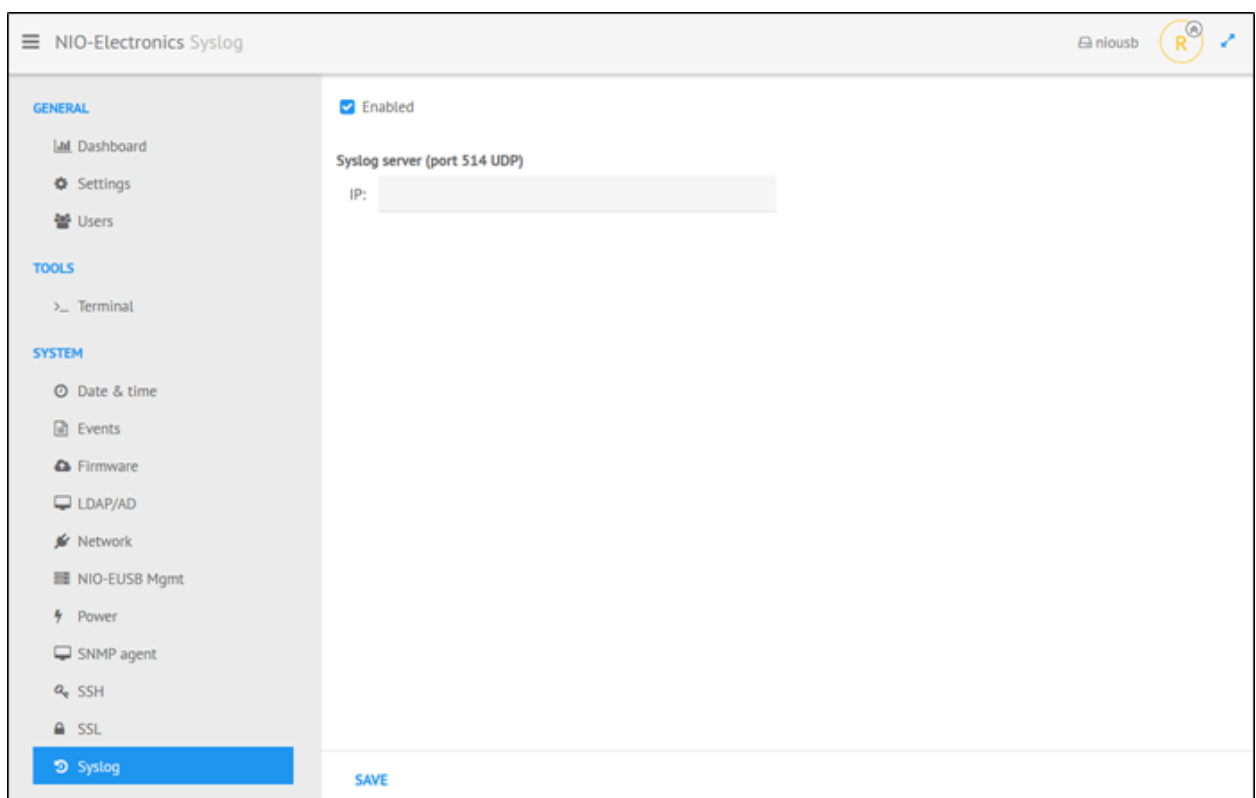 NIO-Electronics Syslog
niousb
R
GENERAL
Dashboard
Settings
Users
TOOLS
>_ Terminal
SYSTEM
Date & time
Events
Firmware
LDAP/AD
Network
NIO-EUSB Mgmt
Power
SNMP agent
SSH
SSL
Syslog
Enabled
Syslog server (port 514 UDP)
IP:
SAVE